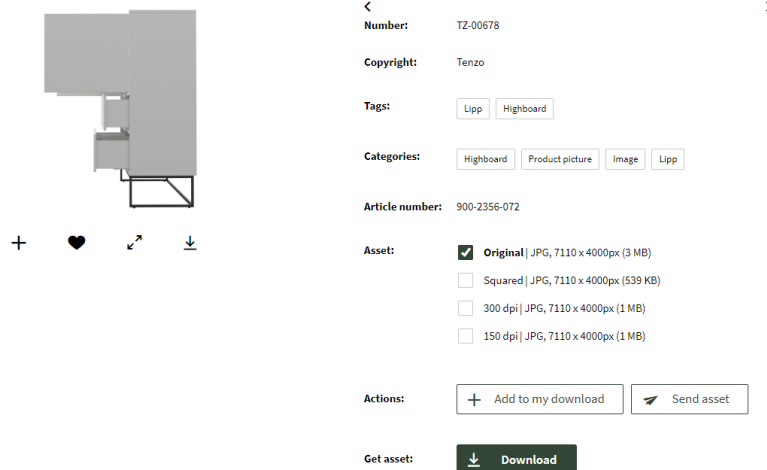 Number: TZ-00678
Copyright: Tenzo
Tags: Lipp Highboard
Categories: Highboard Product picture Image Lipp
Article number: 900-2356-072
Asset: Original | JPG, 7110 x 4000px (3 MB)
Squared | JPG, 7110 x 4000px (539 KB)
300 dpi | JPG, 7110 x 4000px (1 MB)
150 dpi | JPG, 7110 x 4000px (1 MB)
Actions: Add to my download Send asset
Get asset: Download